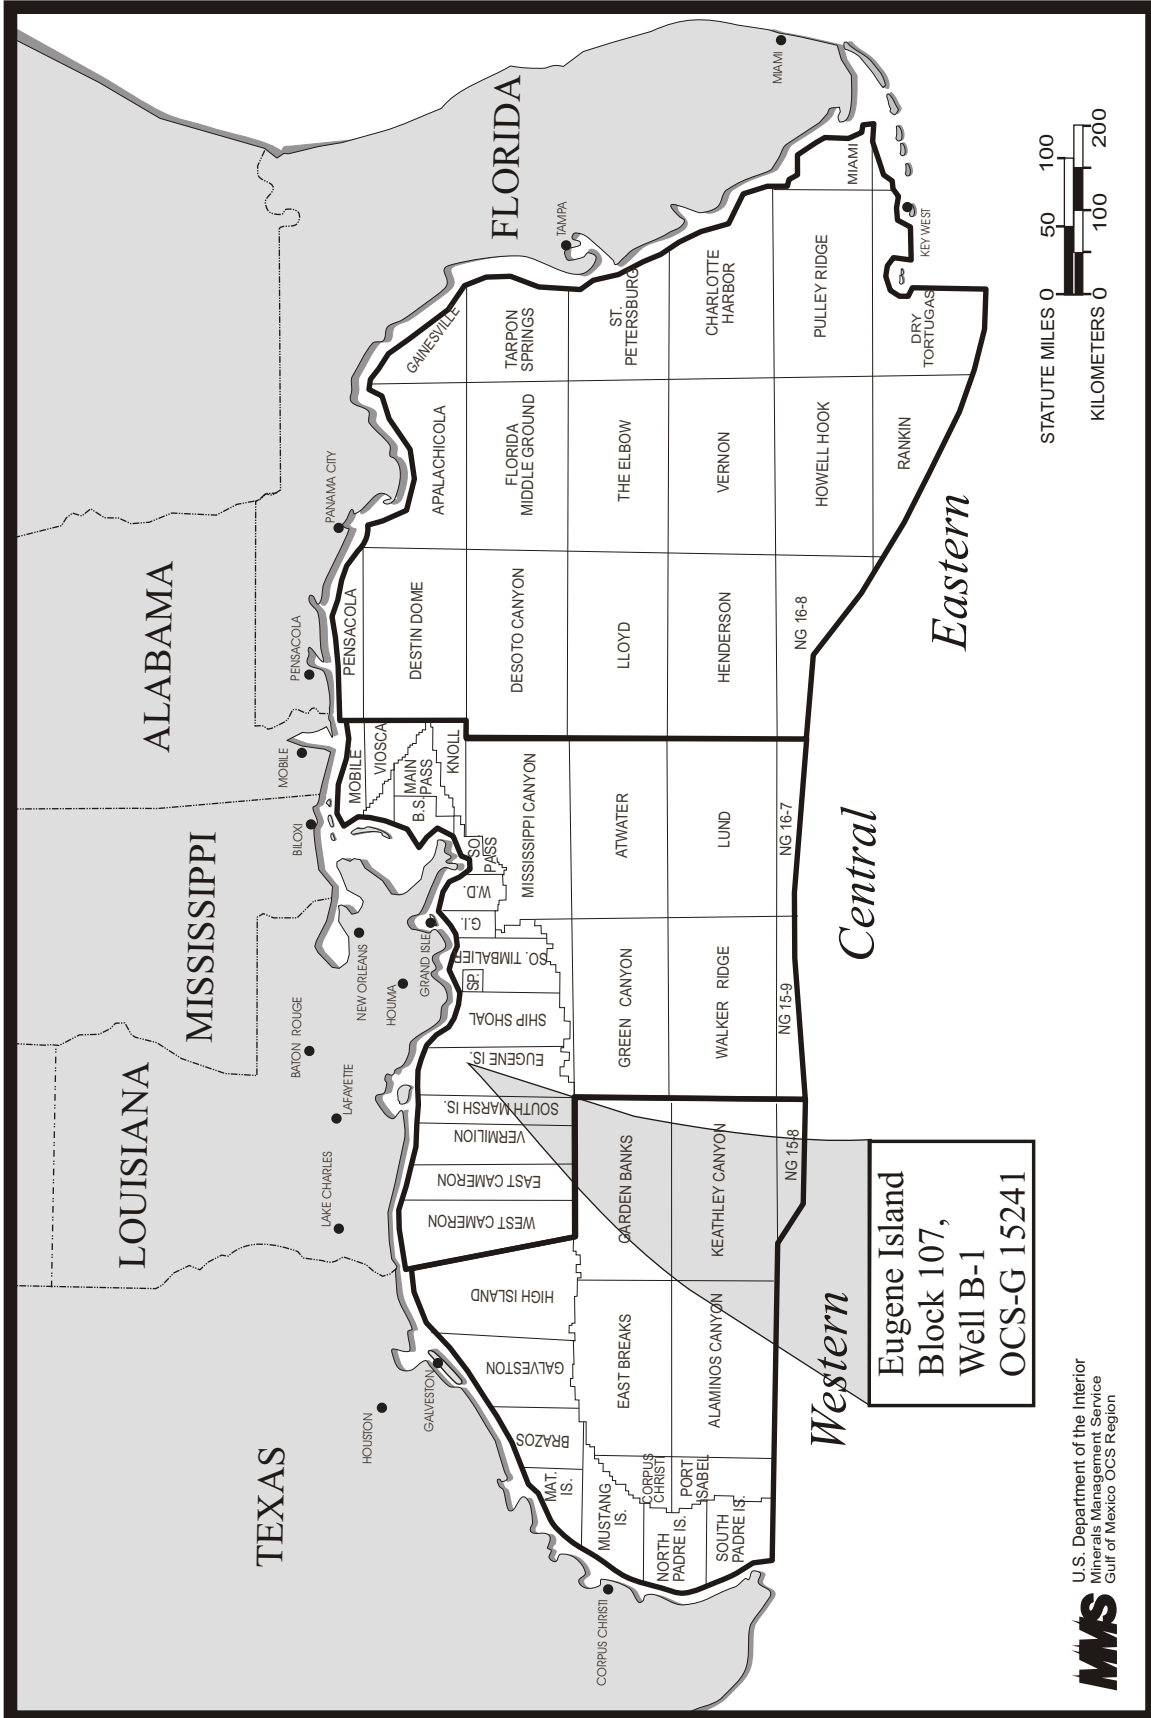 TEXAS
LOUISIANA
MISSISSIPPI
ALABAMA
FLORIDA
CORPUS CHRISTI
HOUSTON
GALVESTON
LAKE CHARLES
LAFAYETTE
BATON ROUGE
NEW ORLEANS
HOUMA
GRAND ISLE
BILOXI
MOBILE
PENSACOLA
PANAMA CITY
TAMPA
MIAMI
KEY WEST
MAT.
IS.
BRAZOS
GALVESTON
HIGH ISLAND
MUSTANG
IS.
NORTH
PADRE IS.
SOUTH
PADRE IS.
CORPUS
CHRISTI
PORT
ISABEL
EAST BREAKS
ALAMINOS CANYON
GARDEN BANKS
KEATHLEY CANYON
NG 15-8
WEST CAMERON
EAST CAMERON
VERMILION
SOUTH MARSH IS.
EUGENE IS.
SHIP SHOAL
SP.
SO. TIMBALIER
G.I.
W.D.
SO.
PASS
B.S.
MAIN
PASS
MOBILE
VIOSCA
KNOLL
MISSISSIPPI CANYON
GREEN CANYON
ATWATER
WALKER RIDGE
LUND
NG 15-9
NG 16-7
PENSACOLA
DESTIN DOME
DESOTO CANYON
LLOYD
HENDERSON
NG 16-8
APALACHICOLA
FLORIDA
MIDDLE GROUND
THE ELBOW
VERNON
HOWELL HOOK
RANKIN
GAINESVILLE
TARPON
SPRINGS
ST.
PETERSBURG
CHARLOTTE
HARBOR
PULLEY RIDGE
MIAMI
DRY
TORTUGAS
Western
Central
Eastern
Eugene Island
Block 107,
Well B-1
OCS-G 15241
STATUTE MILES 0 50 100
KILOMETERS 0 100 200
MMS
U.S. Department of the Interior
Minerals Management Service
Gulf of Mexico OCS Region